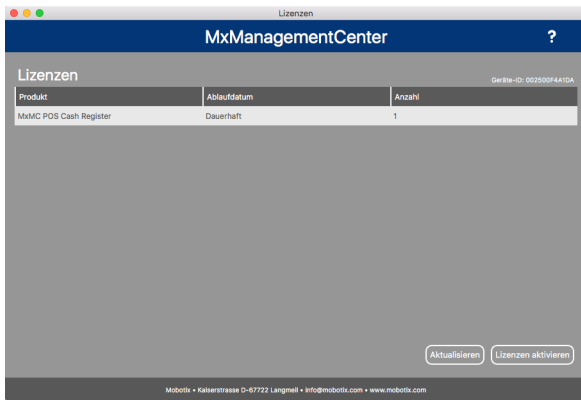 Lizenzen
MxManagementCenter ?
Lizenzen
Geräte-ID: 002500F4A1DA
Produkt Ablaufdatum Anzahl
MxMC POS Cash Register Dauerhaft 1
Aktualisieren Lizenzen aktivieren
Mobotix • Kaiserstrasse D-67722 Langmeil • info@mobotix.com • www.mobotix.com